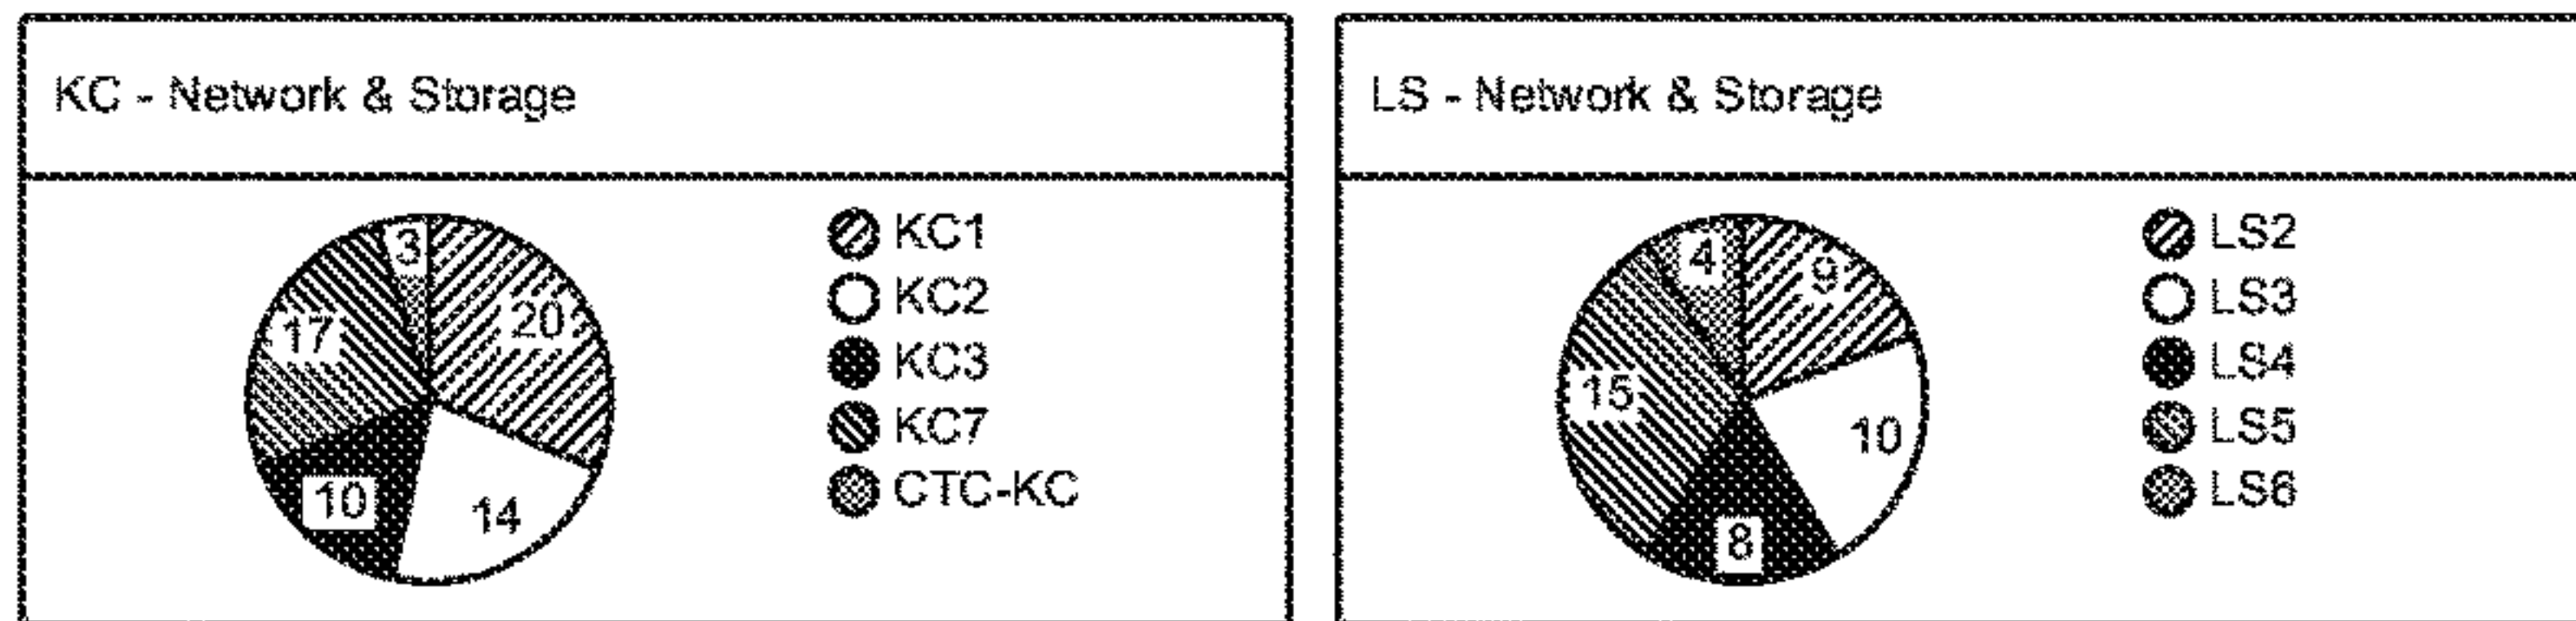 KC - Network & Storage
3
20
17
10
14
KC1
KC2
KC3
KC7
CTC-KC
LS - Network & Storage
4
9
15
10
8
LS2
LS3
LS4
LS5
LS6